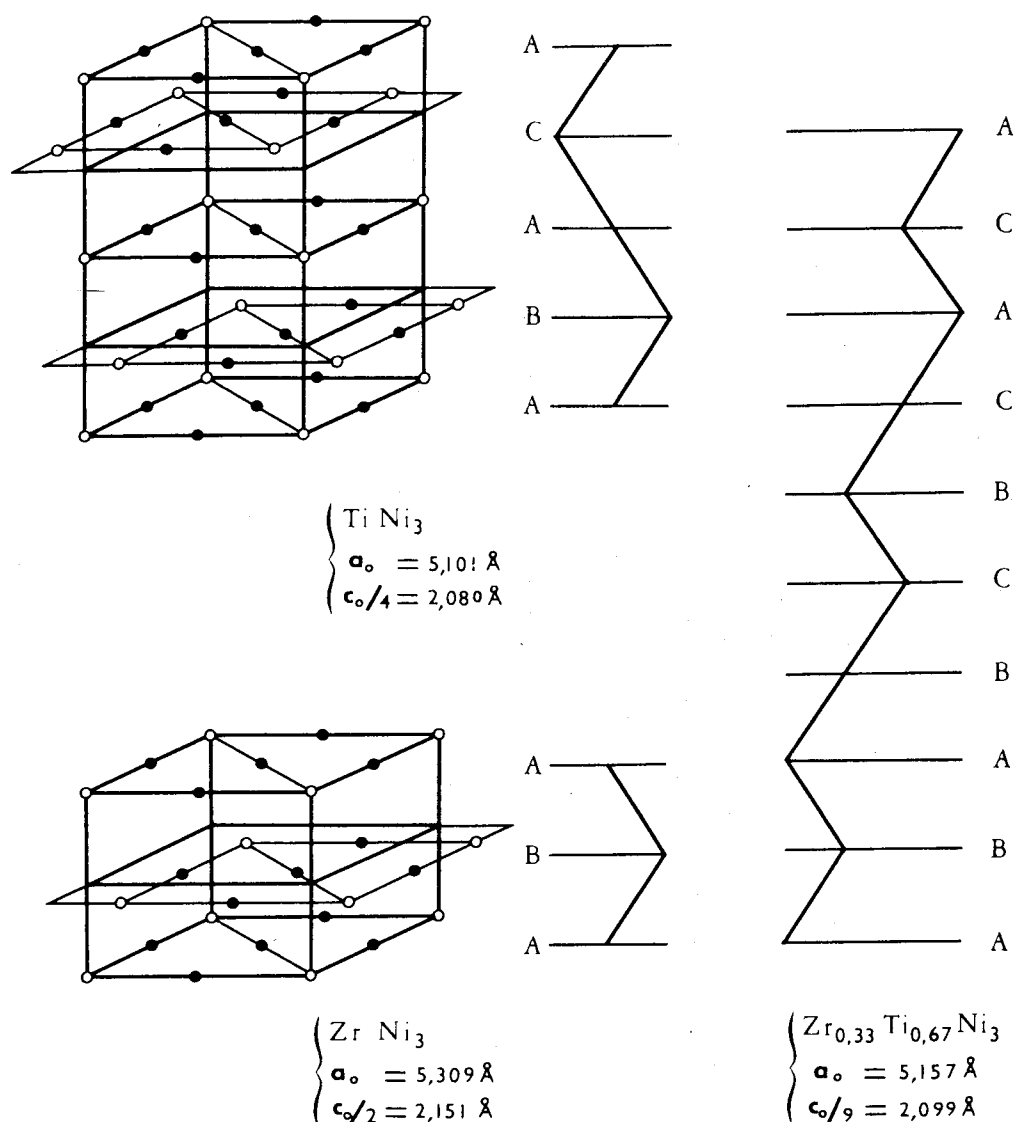 A
C
A
B
A
Ti Ni₃
a₀ = 5,101 Å
c₀/4 = 2,080 Å
A
B
A
Zr Ni₃
a₀ = 5,309 Å
c₀/2 = 2,151 Å
A
C
A
C
B
C
B
A
B
A
Zr₀,₃₃ Ti₀,₆₇ Ni₃
a₀ = 5,157 Å
c₀/9 = 2,099 Å